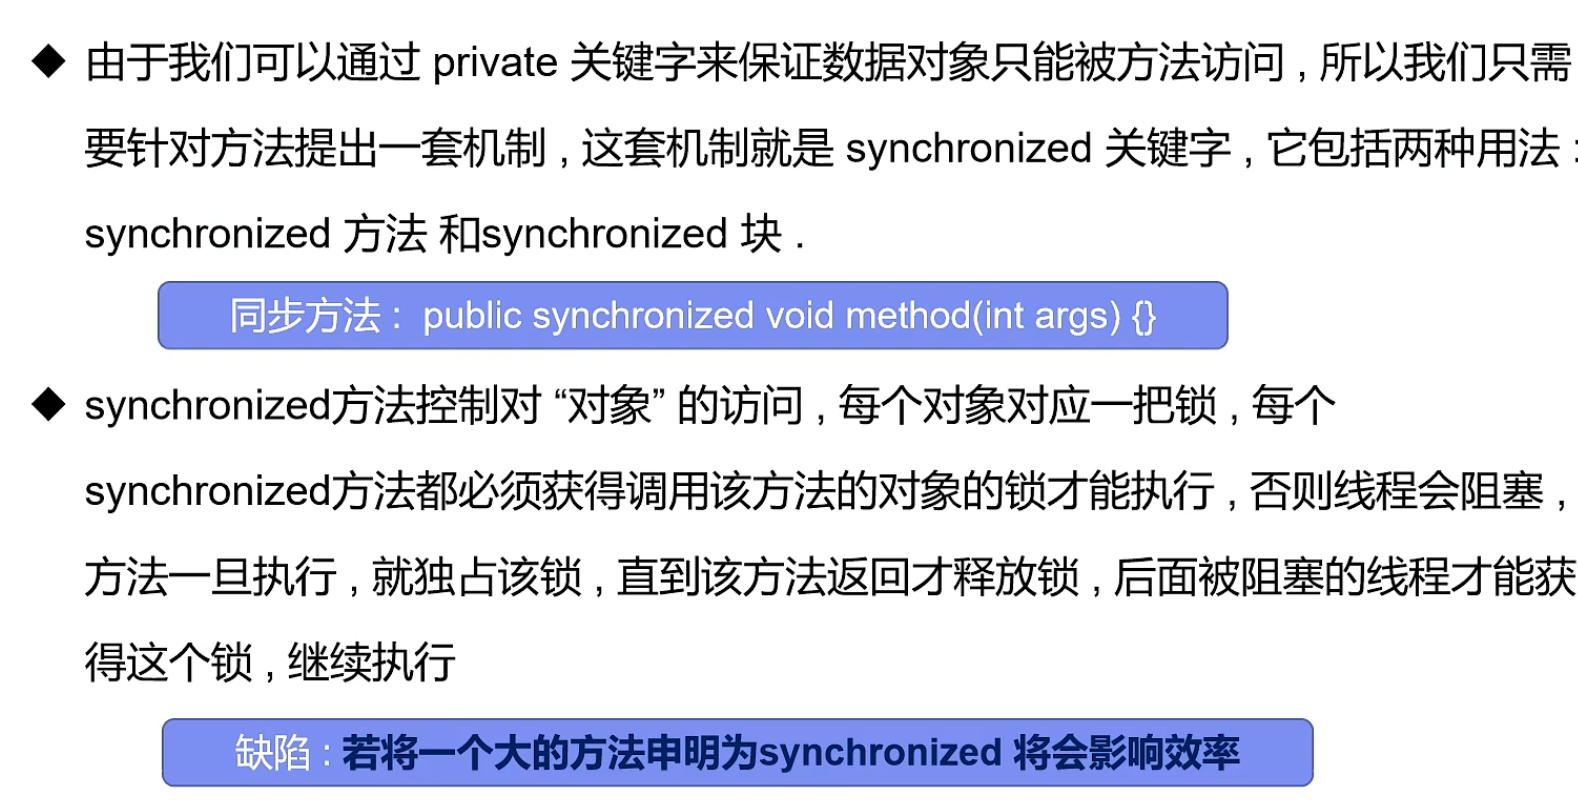 由于我们可以通过 private 关键字来保证数据对象只能被方法访问 , 所以我们只需
要针对方法提出一套机制 , 这套机制就是 synchronized 关键字 , 它包括两种用法 :
synchronized 方法 和synchronized 块 .
同步方法 : public synchronized void method(int args) {}
synchronized方法控制对 “对象” 的访问 , 每个对象对应一把锁 , 每个
synchronized方法都必须获得调用该方法的对象的锁才能执行 , 否则线程会阻塞 ,
方法一旦执行 , 就独占该锁 , 直到该方法返回才释放锁 , 后面被阻塞的线程才能获
得这个锁 , 继续执行
缺陷 : 若将一个大的方法申明为synchronized 将会影响效率